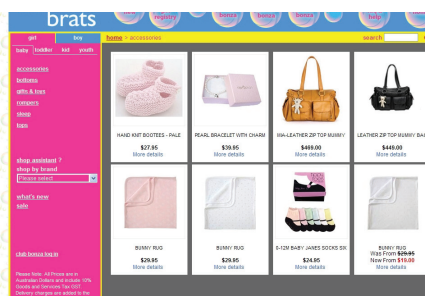 brats
registry
bonza
bonza
bonza
help
girl
boy
home > accessories
search
baby toddler kid youth
accessories
bottoms
gifts & toys
rompers
sleep
tops
shop assistant ?
shop by brand
Please select
what's new
sale
club bonza log in
Please Note: All Prices are in
Australian Dollars and include 10%
Goods and Services Tax GST
Delivery charges are added to the
HAND KNIT BOOTEES - PALE
$27.95
More details
PEARL BRACELET WITH CHARM
$39.95
More details
MIA-LEATHER ZIP TOP MUMMY
$469.00
More details
LEATHER ZIP TOP MUMMY BAG
$449.00
More details
BUNNY RUG
$29.95
More details
BUNNY RUG
$29.95
More details
0-12M BABY JANES SOCKS SIX
$24.95
More details
BUNNY RUG
Was From $29.95
Now From $19.00
More details